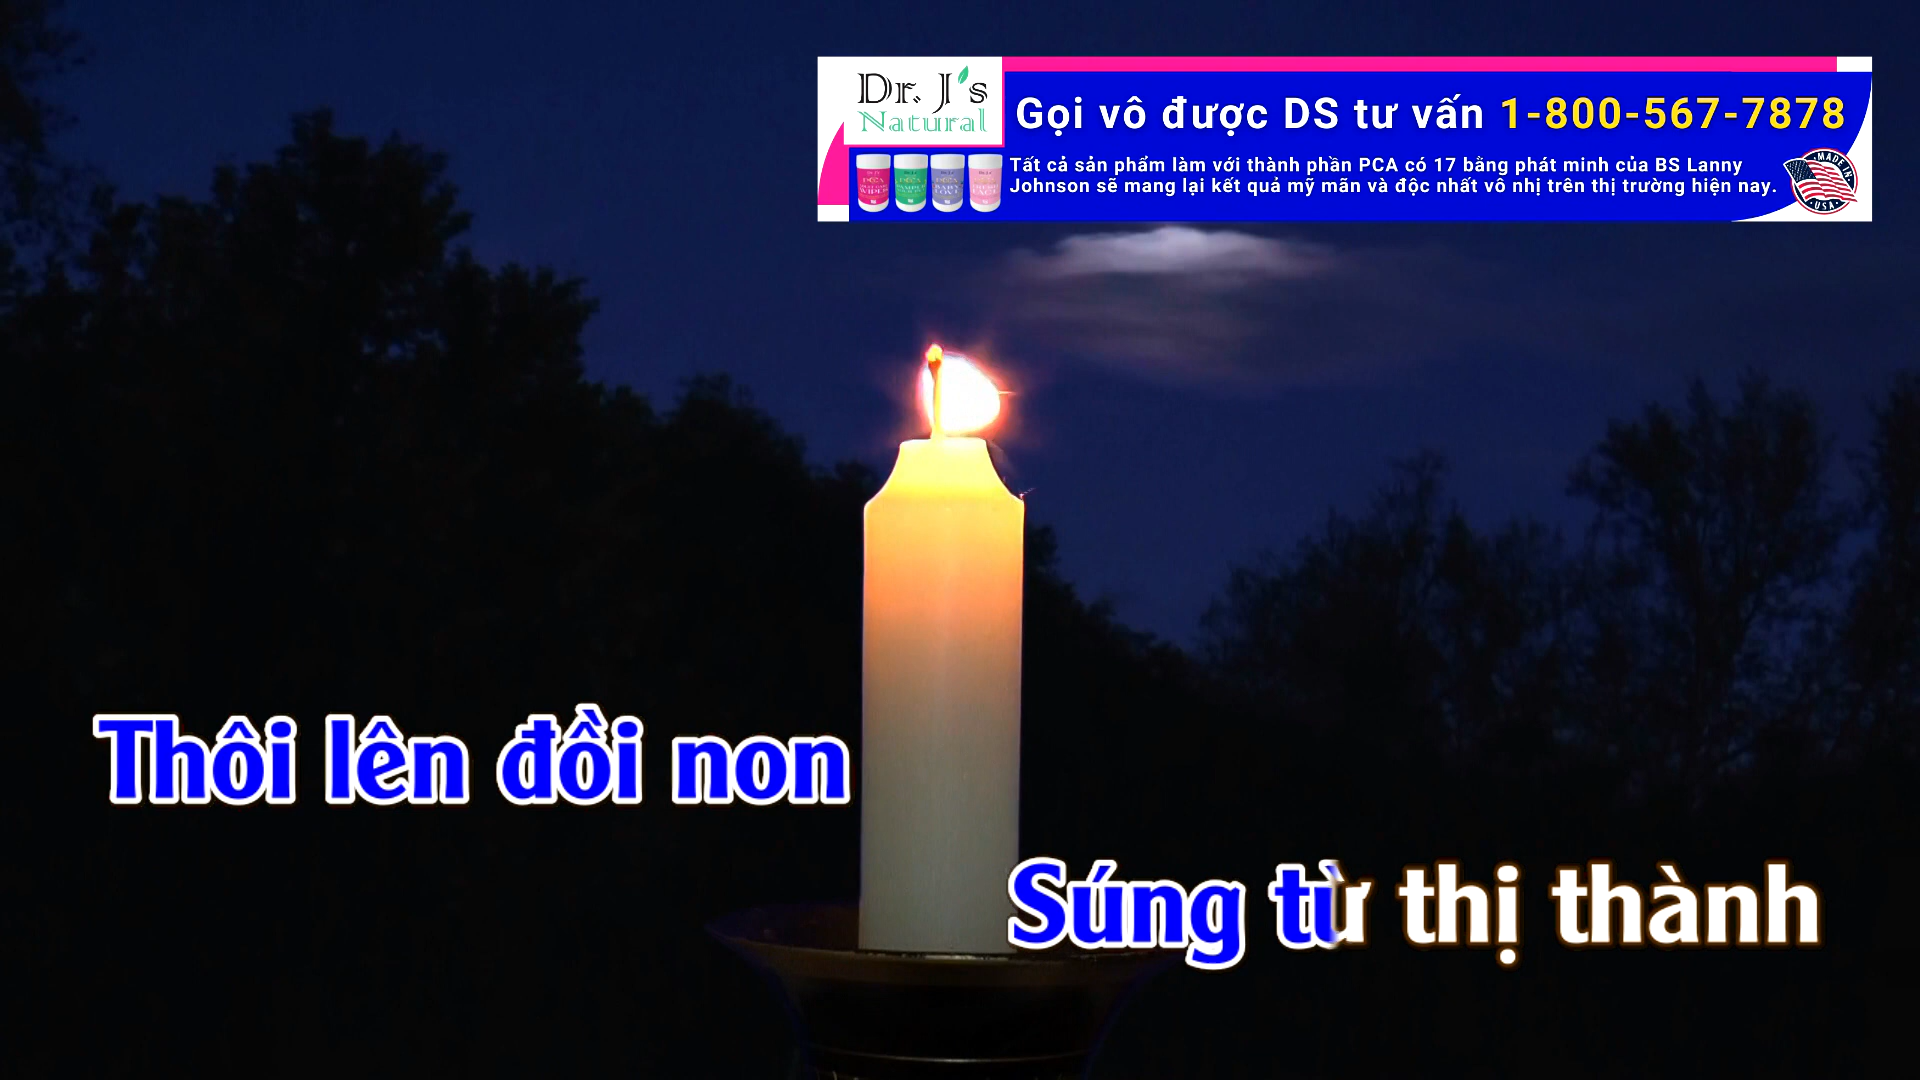 Dr. J's
Natural
Gọi vô được DS tư vấn 1-800-567-7878
Tất cả sản phẩm làm với thành phần PCA có 17 bằng phát minh của BS Lanny
Johnson sẽ mang lại kết quả mỹ mãn và độc nhất vô nhị trên thị trường hiện nay.
MADE IN
USA
Thôi lên đồi non
Súng từ thị thành